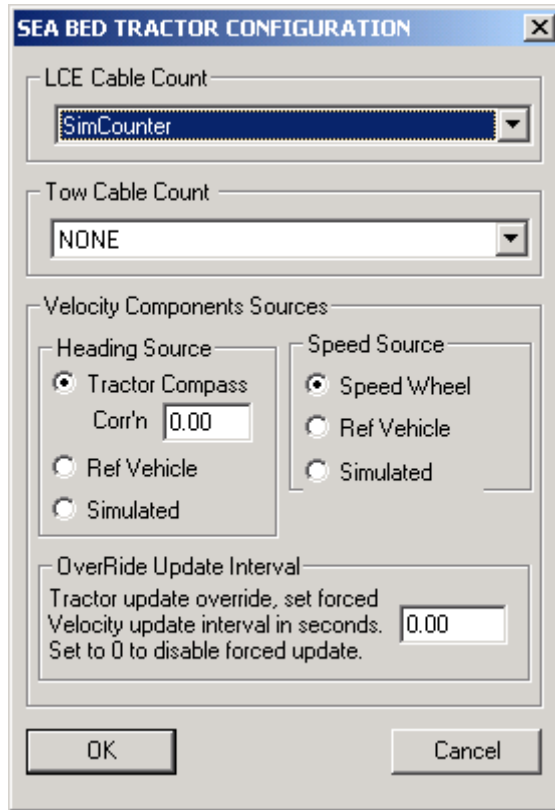 SEA BED TRACTOR CONFIGURATION
LCE Cable Count
SimCounter
Tow Cable Count
NONE
Velocity Components Sources
Heading Source
Tractor Compass
Corr'n 0.00
Ref Vehicle
Simulated
Speed Source
Speed Wheel
Ref Vehicle
Simulated
OverRide Update Interval
Tractor update override, set forced
Velocity update interval in seconds.
Set to 0 to disable forced update.
0.00
OK
Cancel